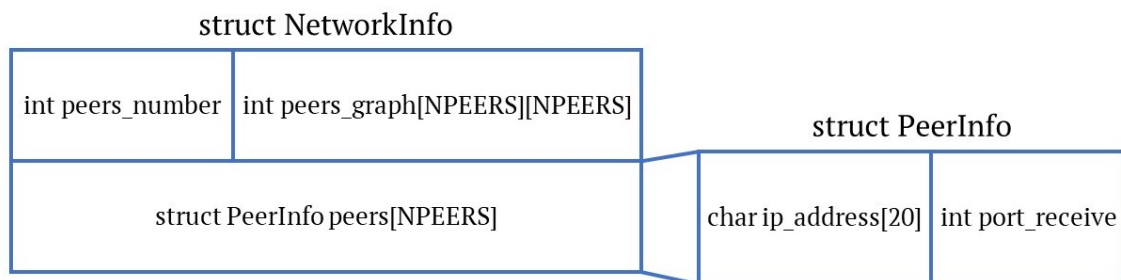 struct NetworkInfo
int peers_number
int peers_graph[NPEERS][NPEERS]
struct PeerInfo peers[NPEERS]
struct PeerInfo
char ip_address[20]
int port_receive